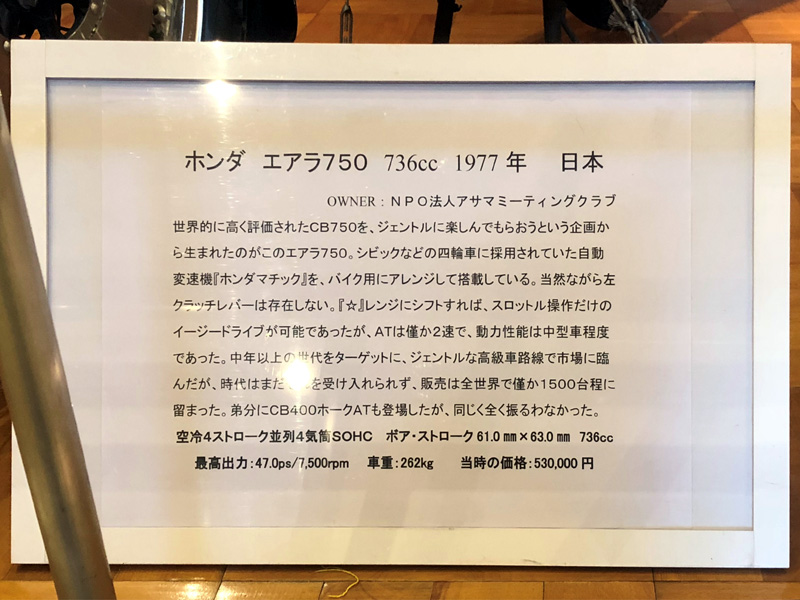 ホンダ　エアラ７５０　736cc　1977 年　日本
OWNER : ＮＰＯ法人アサマミーティングクラブ
世界的に高く評価されたＣＢ７５０を、ジェントルに楽しんでもらおうという企画か
ら生まれたのがこのエアラ７５０。シビックなどの四輪車に採用されていた自動
変速機『ホンダマチック』を、バイク用にアレンジして搭載している。当然ながら左
クラッチレバーは存在しない。『☆』レンジにシフトすれば、スロットル操作だけの
イージードライブが可能であったが、ＡＴは僅か２速で、動力性能は中型車程度
であった。中年以上の世代をターゲットに、ジェントルな高級車路線で市場に臨
んだが、時代はまだ を受け入れられず、販売は全世界で僅か１５００台程に
留まった。弟分にＣＢ４００ホークＡＴも登場したが、同じく全く振るわなかった。
空冷４ストローク並列４気筒ＳＯＨＣ　ボア・ストローク 61.0 ㎜×63.0 ㎜　736cc
最高出力：47.0ps/7,500rpm　車重：262kg　当時の価格：530,000 円